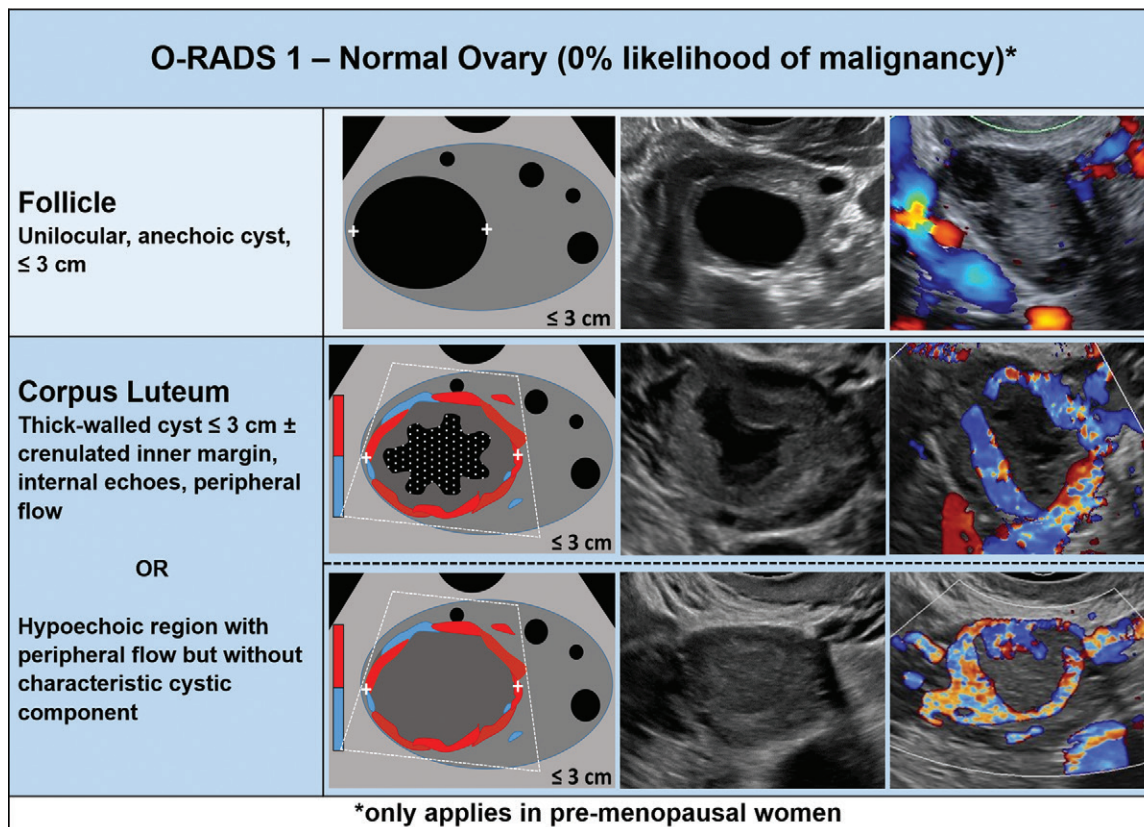 O-RADS 1 – Normal Ovary (0% likelihood of malignancy)*
Follicle
Unilocular, anechoic cyst,
≤ 3 cm
≤ 3 cm
Corpus Luteum
Thick-walled cyst ≤ 3 cm ±
crenulated inner margin,
internal echoes, peripheral
flow
≤ 3 cm
OR
Hypoechoic region with
peripheral flow but without
characteristic cystic
component
≤ 3 cm
*only applies in pre-menopausal women